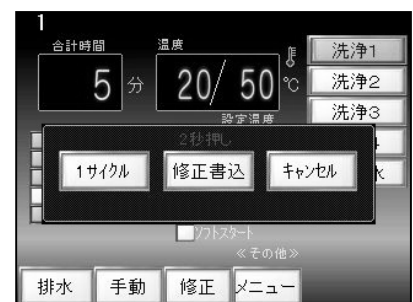 1
合計時間
温度
5 分
20/ 50 ℃
設定温度
洗浄1
洗浄2
洗浄3
2秒押し
1サイクル
修正書込
キャンセル
ソフトスタート
≪その他≫
排水
手動
修正
メニュー